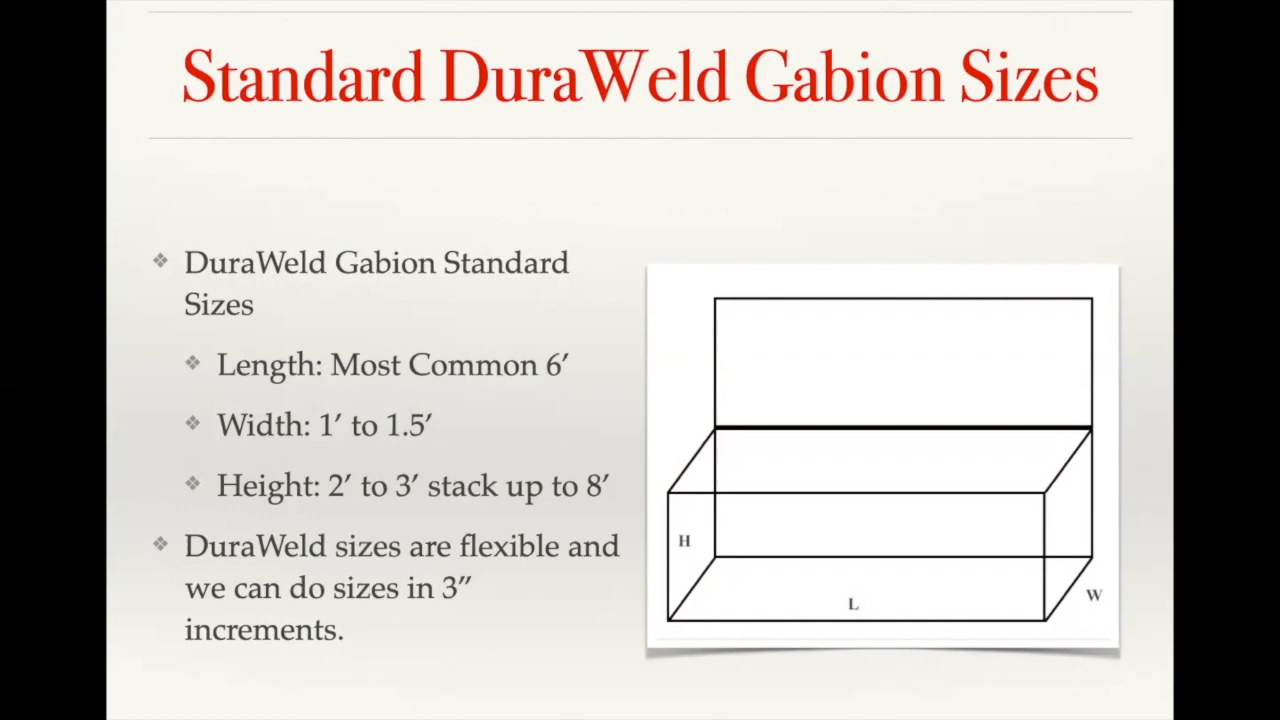 Standard DuraWeld Gabion Sizes
❖ DuraWeld Gabion Standard
Sizes
❖ Length: Most Common 6′
❖ Width: 1′ to 1.5′
❖ Height: 2′ to 3′ stack up to 8′
❖ DuraWeld sizes are flexible and
we can do sizes in 3″
increments.
H
L
W